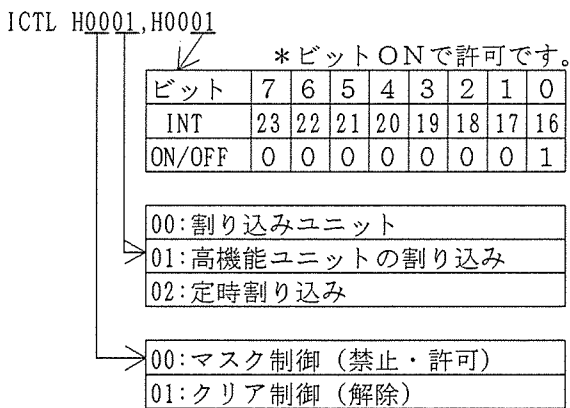 ICTL H0001,H0001
*ビットONで許可です。
ビット 7 6 5 4 3 2 1 0
INT 23 22 21 20 19 18 17 16
ON/OFF 0 0 0 0 0 0 0 1
00:割り込みユニット
01:高機能ユニットの割り込み
02:定時割り込み
00:マスク制御（禁止・許可）
01:クリア制御（解除）